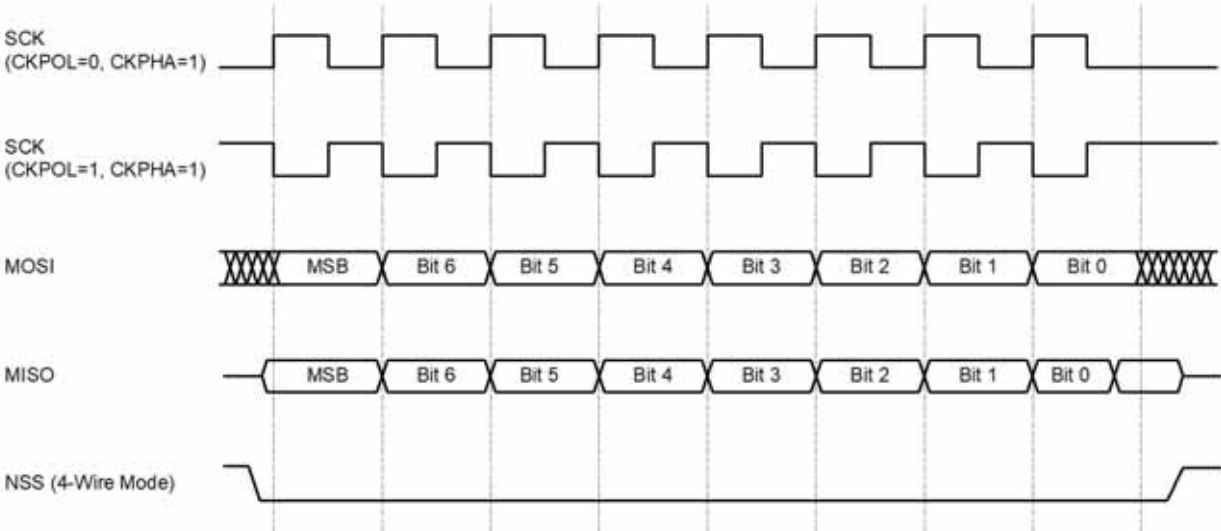 SCK
(CKPOL=0, CKPHA=1)
SCK
(CKPOL=1, CKPHA=1)
MOSI
MSB Bit 6 Bit 5 Bit 4 Bit 3 Bit 2 Bit 1 Bit 0
MISO
MSB Bit 6 Bit 5 Bit 4 Bit 3 Bit 2 Bit 1 Bit 0
NSS (4-Wire Mode)